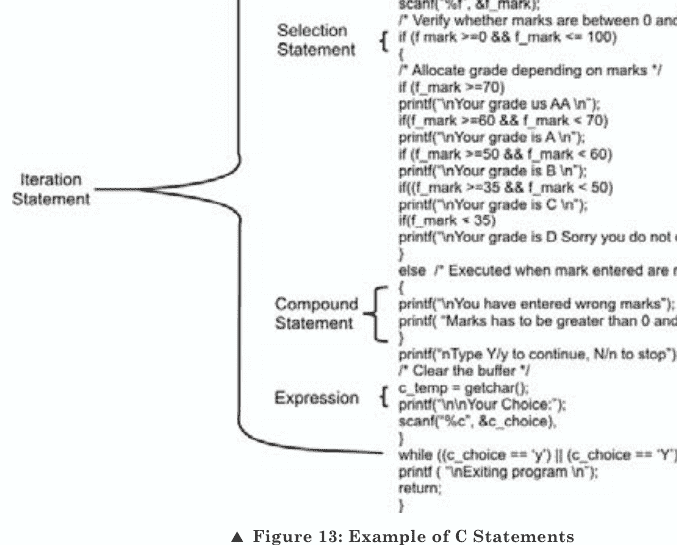 scanf("%f", &f_mark);
/* Verify whether marks are between 0 and
Selection
Statement
if (f mark >=0 && f_mark <= 100)
{
/* Allocate grade depending on marks */
if (f_mark >=70)
printf("\nYour grade us AA \n");
if(f_mark >=60 && f_mark < 70)
printf("\nYour grade is A \n");
if (f_mark >=50 && f_mark < 60)
printf("\nYour grade is B \n");
if((f_mark >=35 && f_mark < 50)
printf("\nYour grade is C \n");
if(f_mark < 35)
printf("\nYour grade is D Sorry you do not
}
else /* Executed when mark entered are
Iteration
Statement
{
Compound
Statement
printf("\nYou have entered wrong marks");
printf( "Marks has to be greater than 0 and
}
printf("nType Y/y to continue, N/n to stop")
/* Clear the buffer */
Expression
c_temp = getchar();
printf("\n\nYour Choice:");
scanf("%c", &c_choice),
}
while ((c_choice == 'y') || (c_choice == 'Y')
printf ( "\nExiting program \n");
return;
}
▲ Figure 13: Example of C Statements